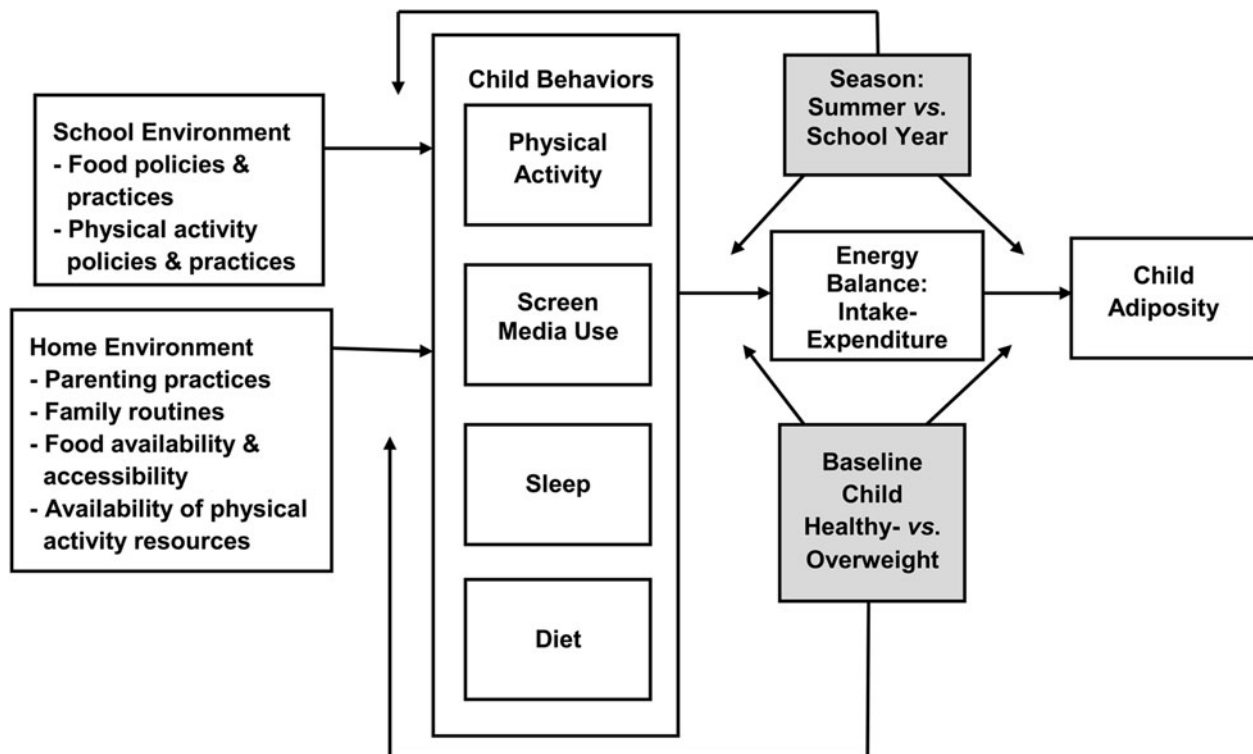 School Environment
- Food policies &
practices
- Physical activity
policies & practices
Home Environment
- Parenting practices
- Family routines
- Food availability &
accessibility
- Availability of physical
activity resources
Child Behaviors
Physical
Activity
Screen
Media Use
Sleep
Diet
Season:
Summer vs.
School Year
Energy
Balance:
Intake-
Expenditure
Baseline
Child
Healthy- vs.
Overweight
Child
Adiposity